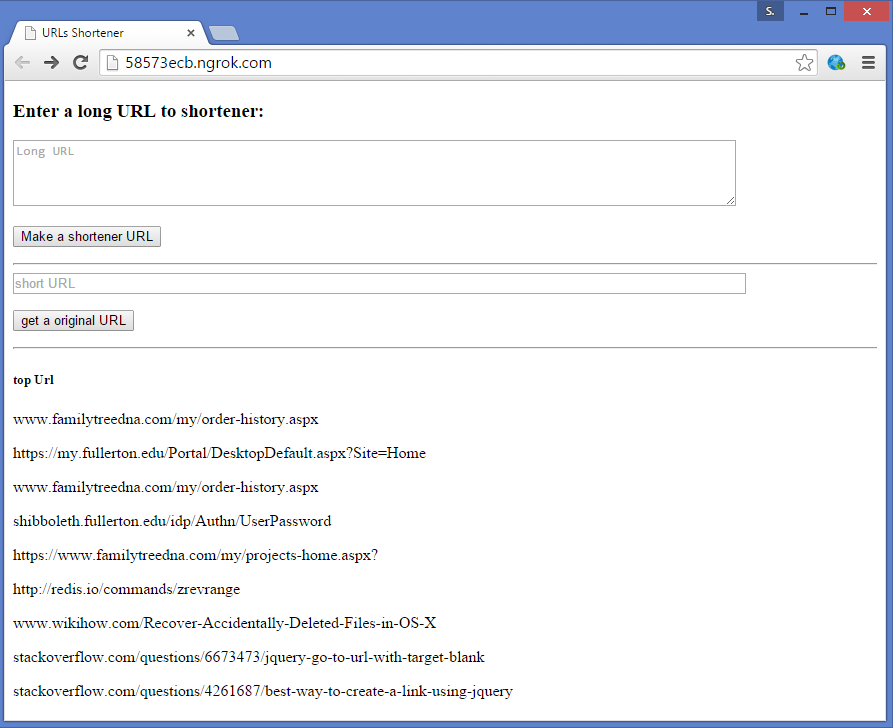 S.
URLs Shortener
58573ecb.ngrok.com
Enter a long URL to shortener:
Long URL
Make a shortener URL
short URL
get a original URL
top Url
www.familytreedna.com/my/order-history.aspx
https://my.fullerton.edu/Portal/DesktopDefault.aspx?Site=Home
www.familytreedna.com/my/order-history.aspx
shibboleth.fullerton.edu/idp/Authn/UserPassword
https://www.familytreedna.com/my/projects-home.aspx?
http://redis.io/commands/zrevrange
www.wikihow.com/Recover-Accidentally-Deleted-Files-in-OS-X
stackoverflow.com/questions/6673473/jquery-go-to-url-with-target-blank
stackoverflow.com/questions/4261687/best-way-to-create-a-link-using-jquery